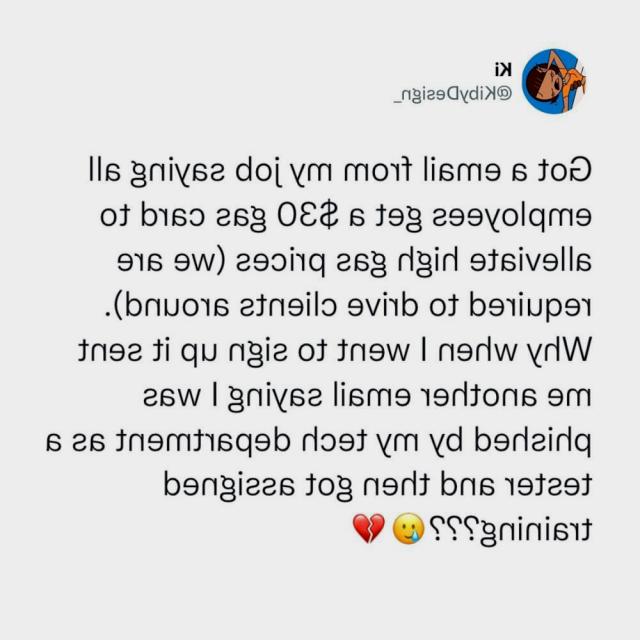 Ki
@KibyDesign_
Got a email from my job saying all
employees get a $30 gas card to
alleviate high gas prices (we are
required to drive clients around).
Why when I went to sign up it sent
me another email saying I was
phished by my tech department as a
tester and then got assigned
training???🥲💔